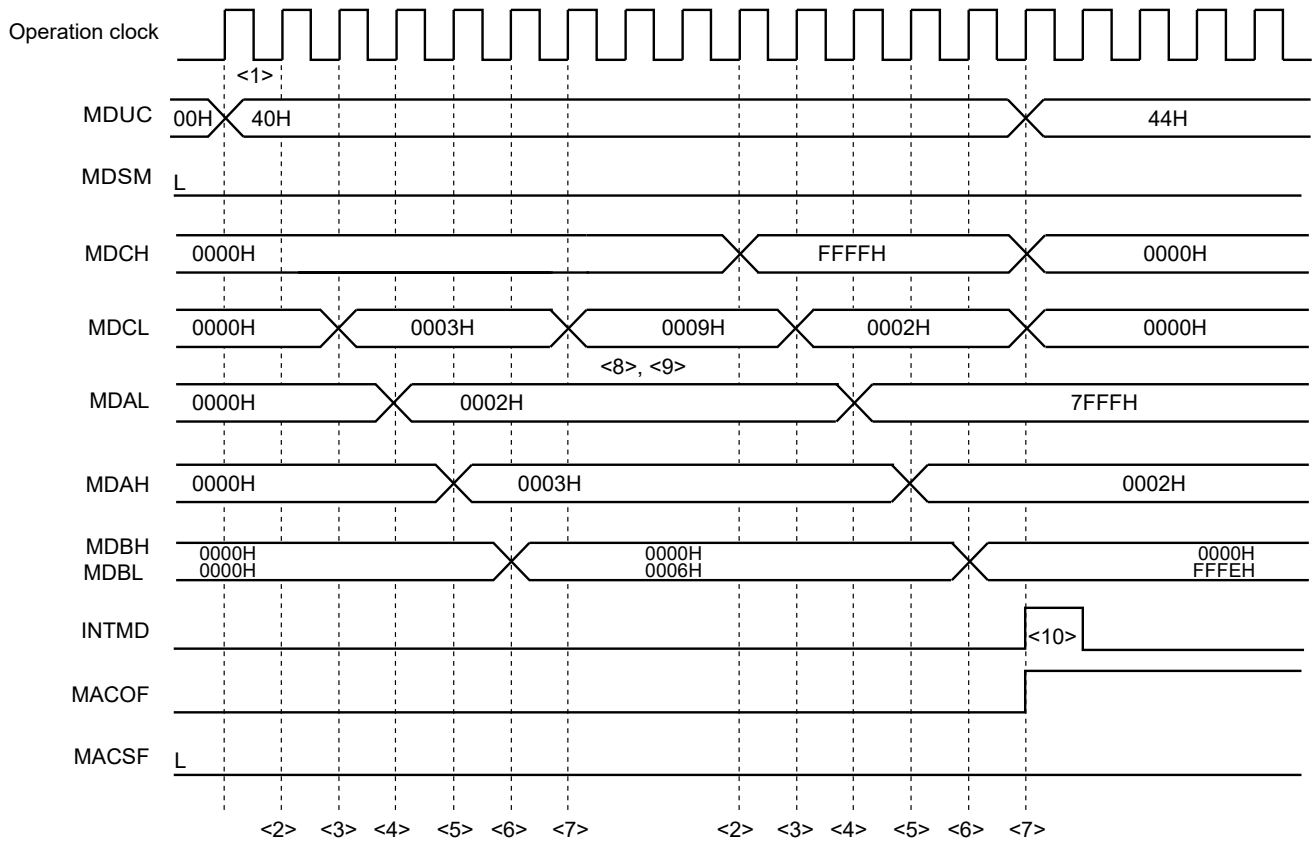 Operation clock
<1>
MDUC 00H 40H 44H
MDSM L
MDCH 0000H FFFFH 0000H
MDCL 0000H 0003H 0009H 0002H 0000H
<8>, <9>
MDAL 0000H 0002H 7FFFH
MDAH 0000H 0003H 0002H
MDBH 0000H 0000H 0000H
MDBL 0000H 0006H FFFEH
INTMD <10>
MACOF
MACSF L
<2> <3> <4> <5> <6> <7> <2> <3> <4> <5> <6> <7>